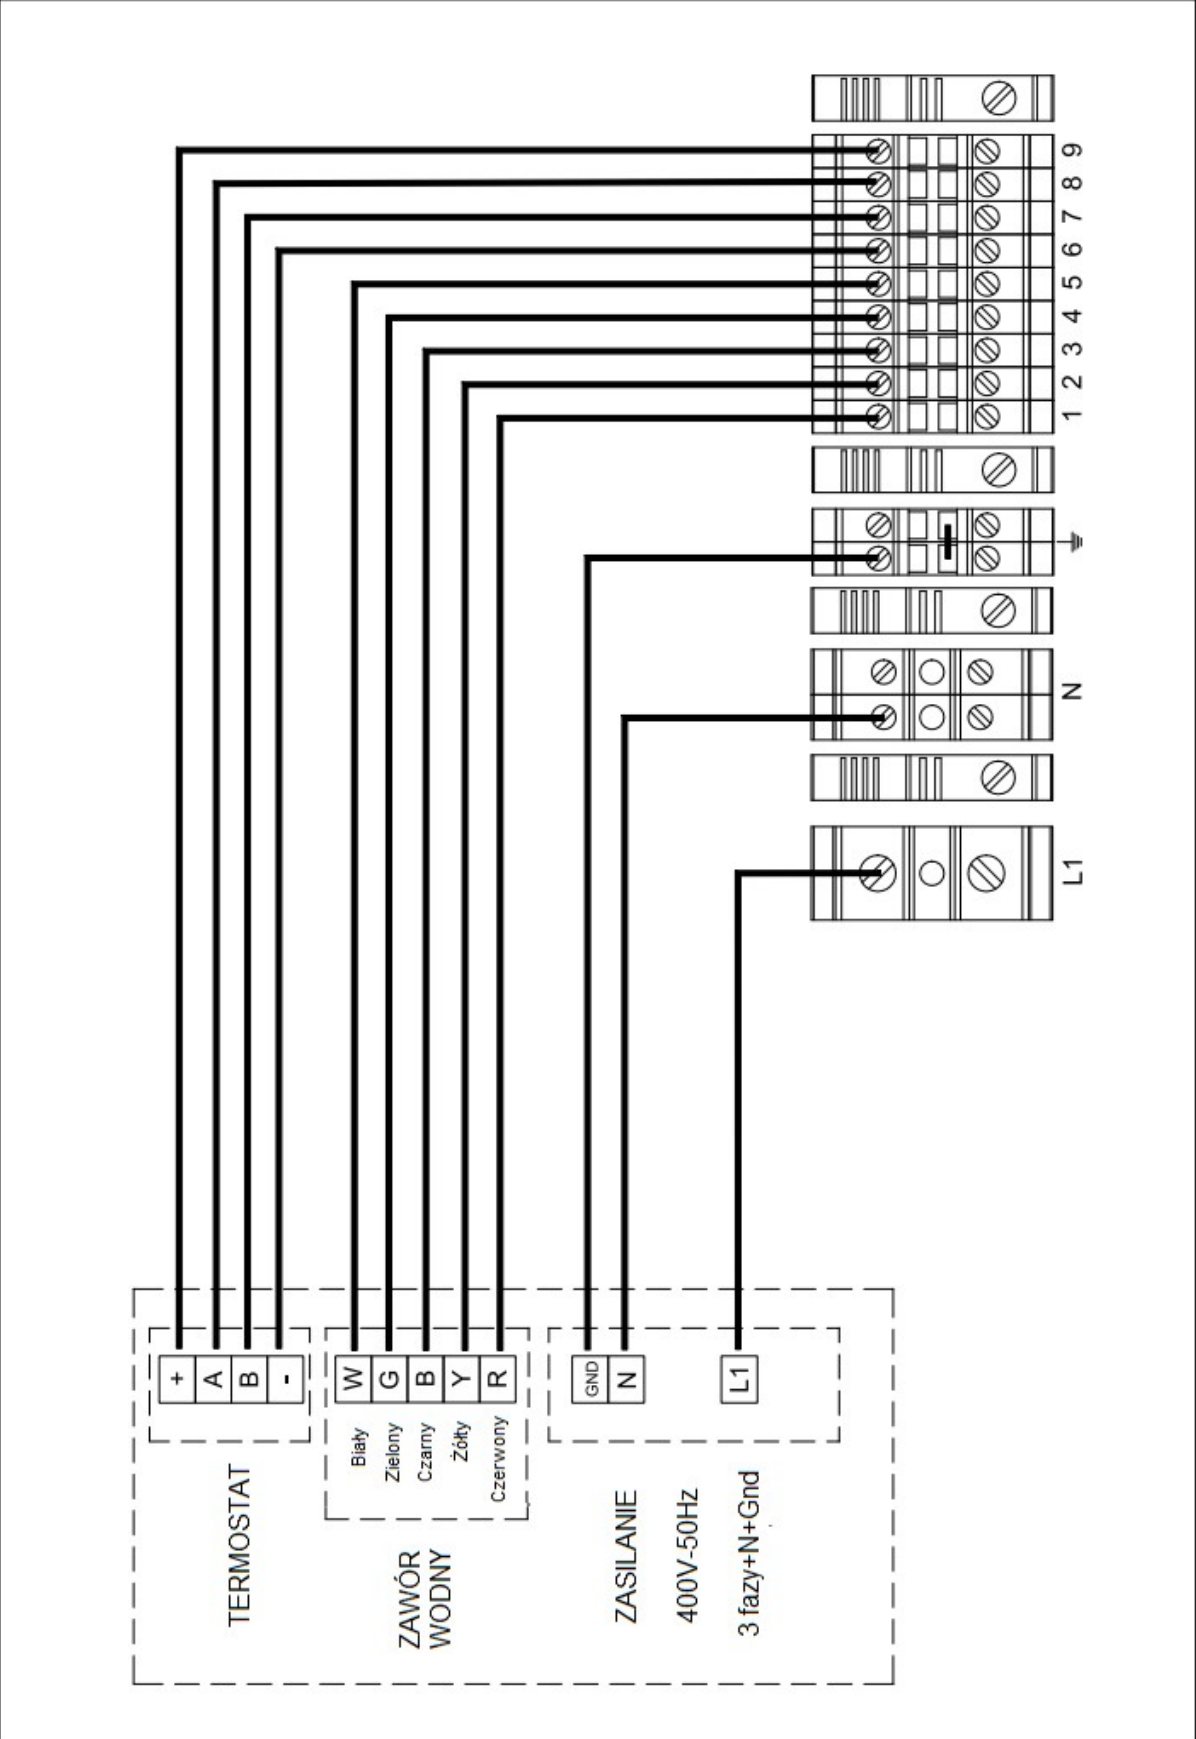 9
8
7
6
5
4
3
2
1
N
L1
+
A
B
-
TERMOSTAT
W
G
B
Y
R
Biały
Zielony
Czarny
Żółty
Czerwony
ZAWÓR
WODNY
GND
N
L1
ZASILANIE
400V-50Hz
3 fazy+N+Gnd